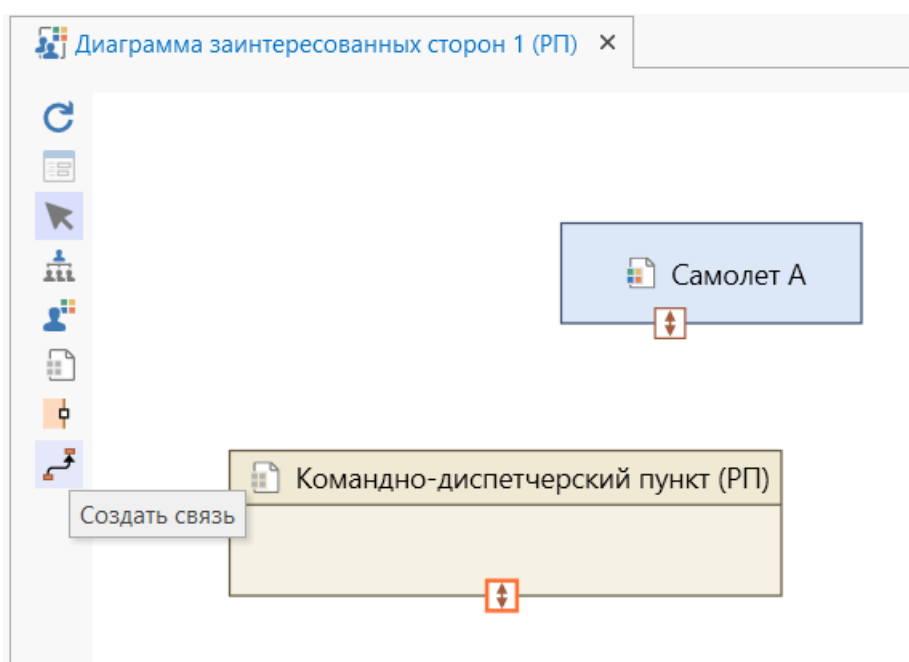 Диаграмма заинтересованных сторон 1 (РП)
Самолет А
Командно-диспетчерский пункт (РП)
Создать связь